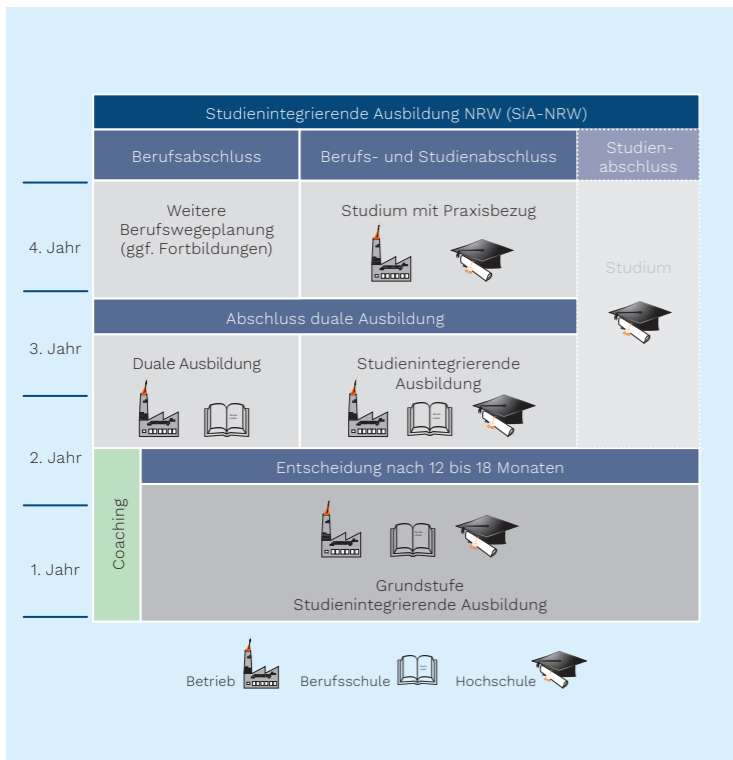 Studienintegrierende Ausbildung NRW (SiA-NRW)
Berufsabschluss
Berufs- und Studienabschluss
Studien-
abschluss
4. Jahr
Weitere
Berufswegeplanung
(ggf. Fortbildungen)
Studium mit Praxisbezug
Studium
Abschluss duale Ausbildung
3. Jahr
Duale Ausbildung
Studienintegrierende
Ausbildung
2. Jahr
Entscheidung nach 12 bis 18 Monaten
Coaching
1. Jahr
Grundstufe
Studienintegrierende Ausbildung
Betrieb
Berufsschule
Hochschule